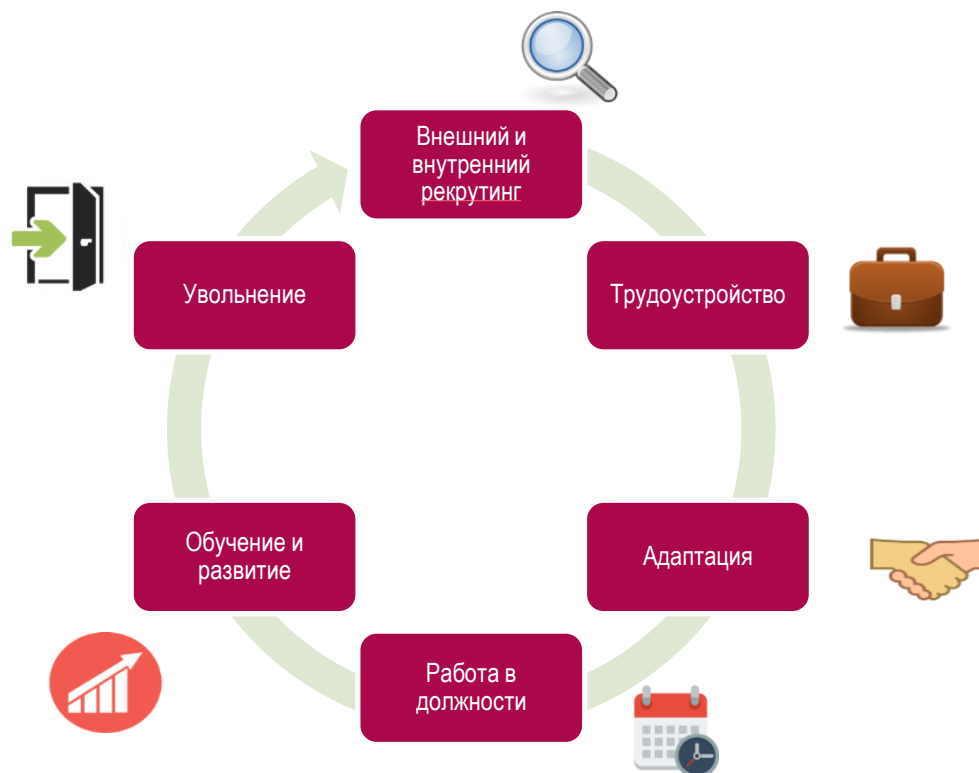 Внешний и
внутренний
рекрутинг
Трудоустройство
Адаптация
Работа в
должности
Обучение и
развитие
Увольнение